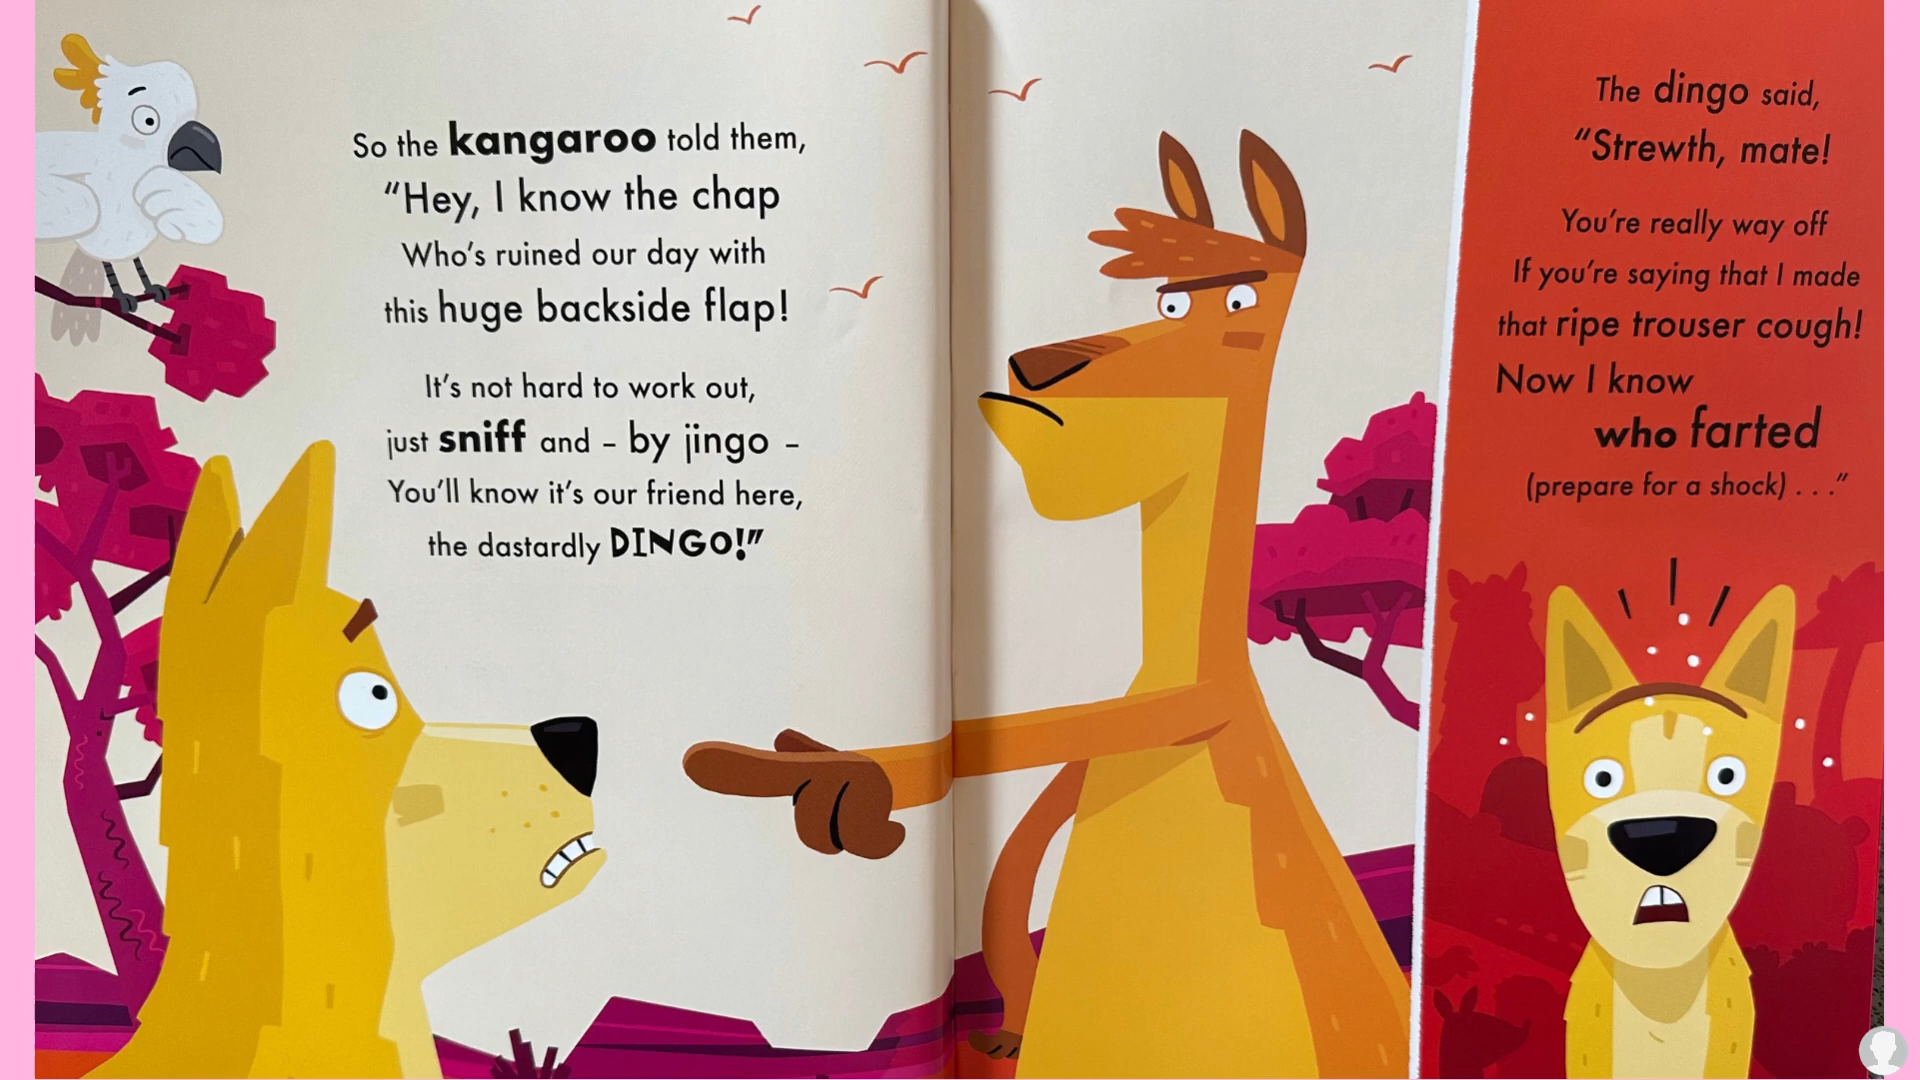 So the kangaroo told them,
“Hey, I know the chap
Who’s ruined our day with
this huge backside flap!
It’s not hard to work out,
just sniff and – by jingo –
You’ll know it’s our friend here,
the dastardly DINGO!”
The dingo said,
“Strewth, mate!
You’re really way off
If you’re saying that I made
that ripe trouser cough!
Now I know
who farted
(prepare for a shock) . . .”